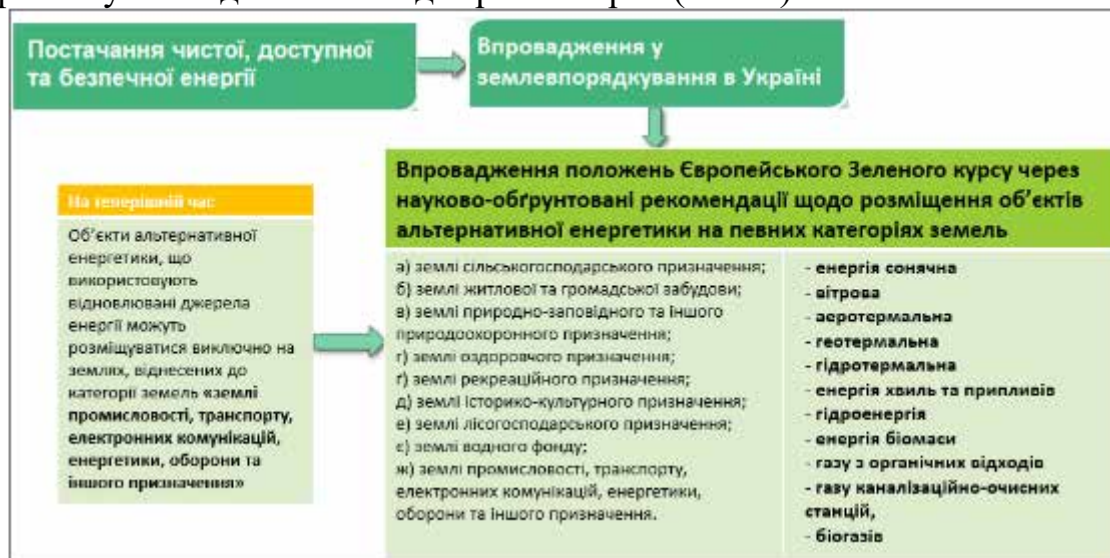 Постачання чистої, доступної
та безпечної енергії
Впровадження у
землевпорядкування в Україні
Впровадження положень Європейського Зеленого курсу через
науково-обґрунтовані рекомендації щодо розміщення об’єктів
альтернативної енергетики на певних категоріях земель
На теперішній час
Об’єкти альтернативної
енергетики, що
використовують
відновлювані джерела
енергії можуть
розміщуватися виключно на
землях, віднесених до
категорії земель «землі
промисловості, транспорту,
електронних комунікацій,
енергетики, оборони та
іншого призначення»
а) землі сільськогосподарського призначення;
б) землі житлової та громадської забудови;
в) землі природно-заповідного та іншого
природоохоронного призначення;
г) землі оздоровчого призначення;
ґ) землі рекреаційного призначення;
д) землі історико-культурного призначення;
е) землі лісогосподарського призначення;
є) землі водного фонду;
ж) землі промисловості, транспорту,
електронних комунікацій, енергетики,
оборони та іншого призначення.
- енергія сонячна
- вітрова
- аеротермальна
- геотермальна
- гідротермальна
- енергія хвиль та припливів
- гідроенергія
- енергія біомаси
- газу з органічних відходів
- газу каналізаційно-очисних
станцій,
- біогазів